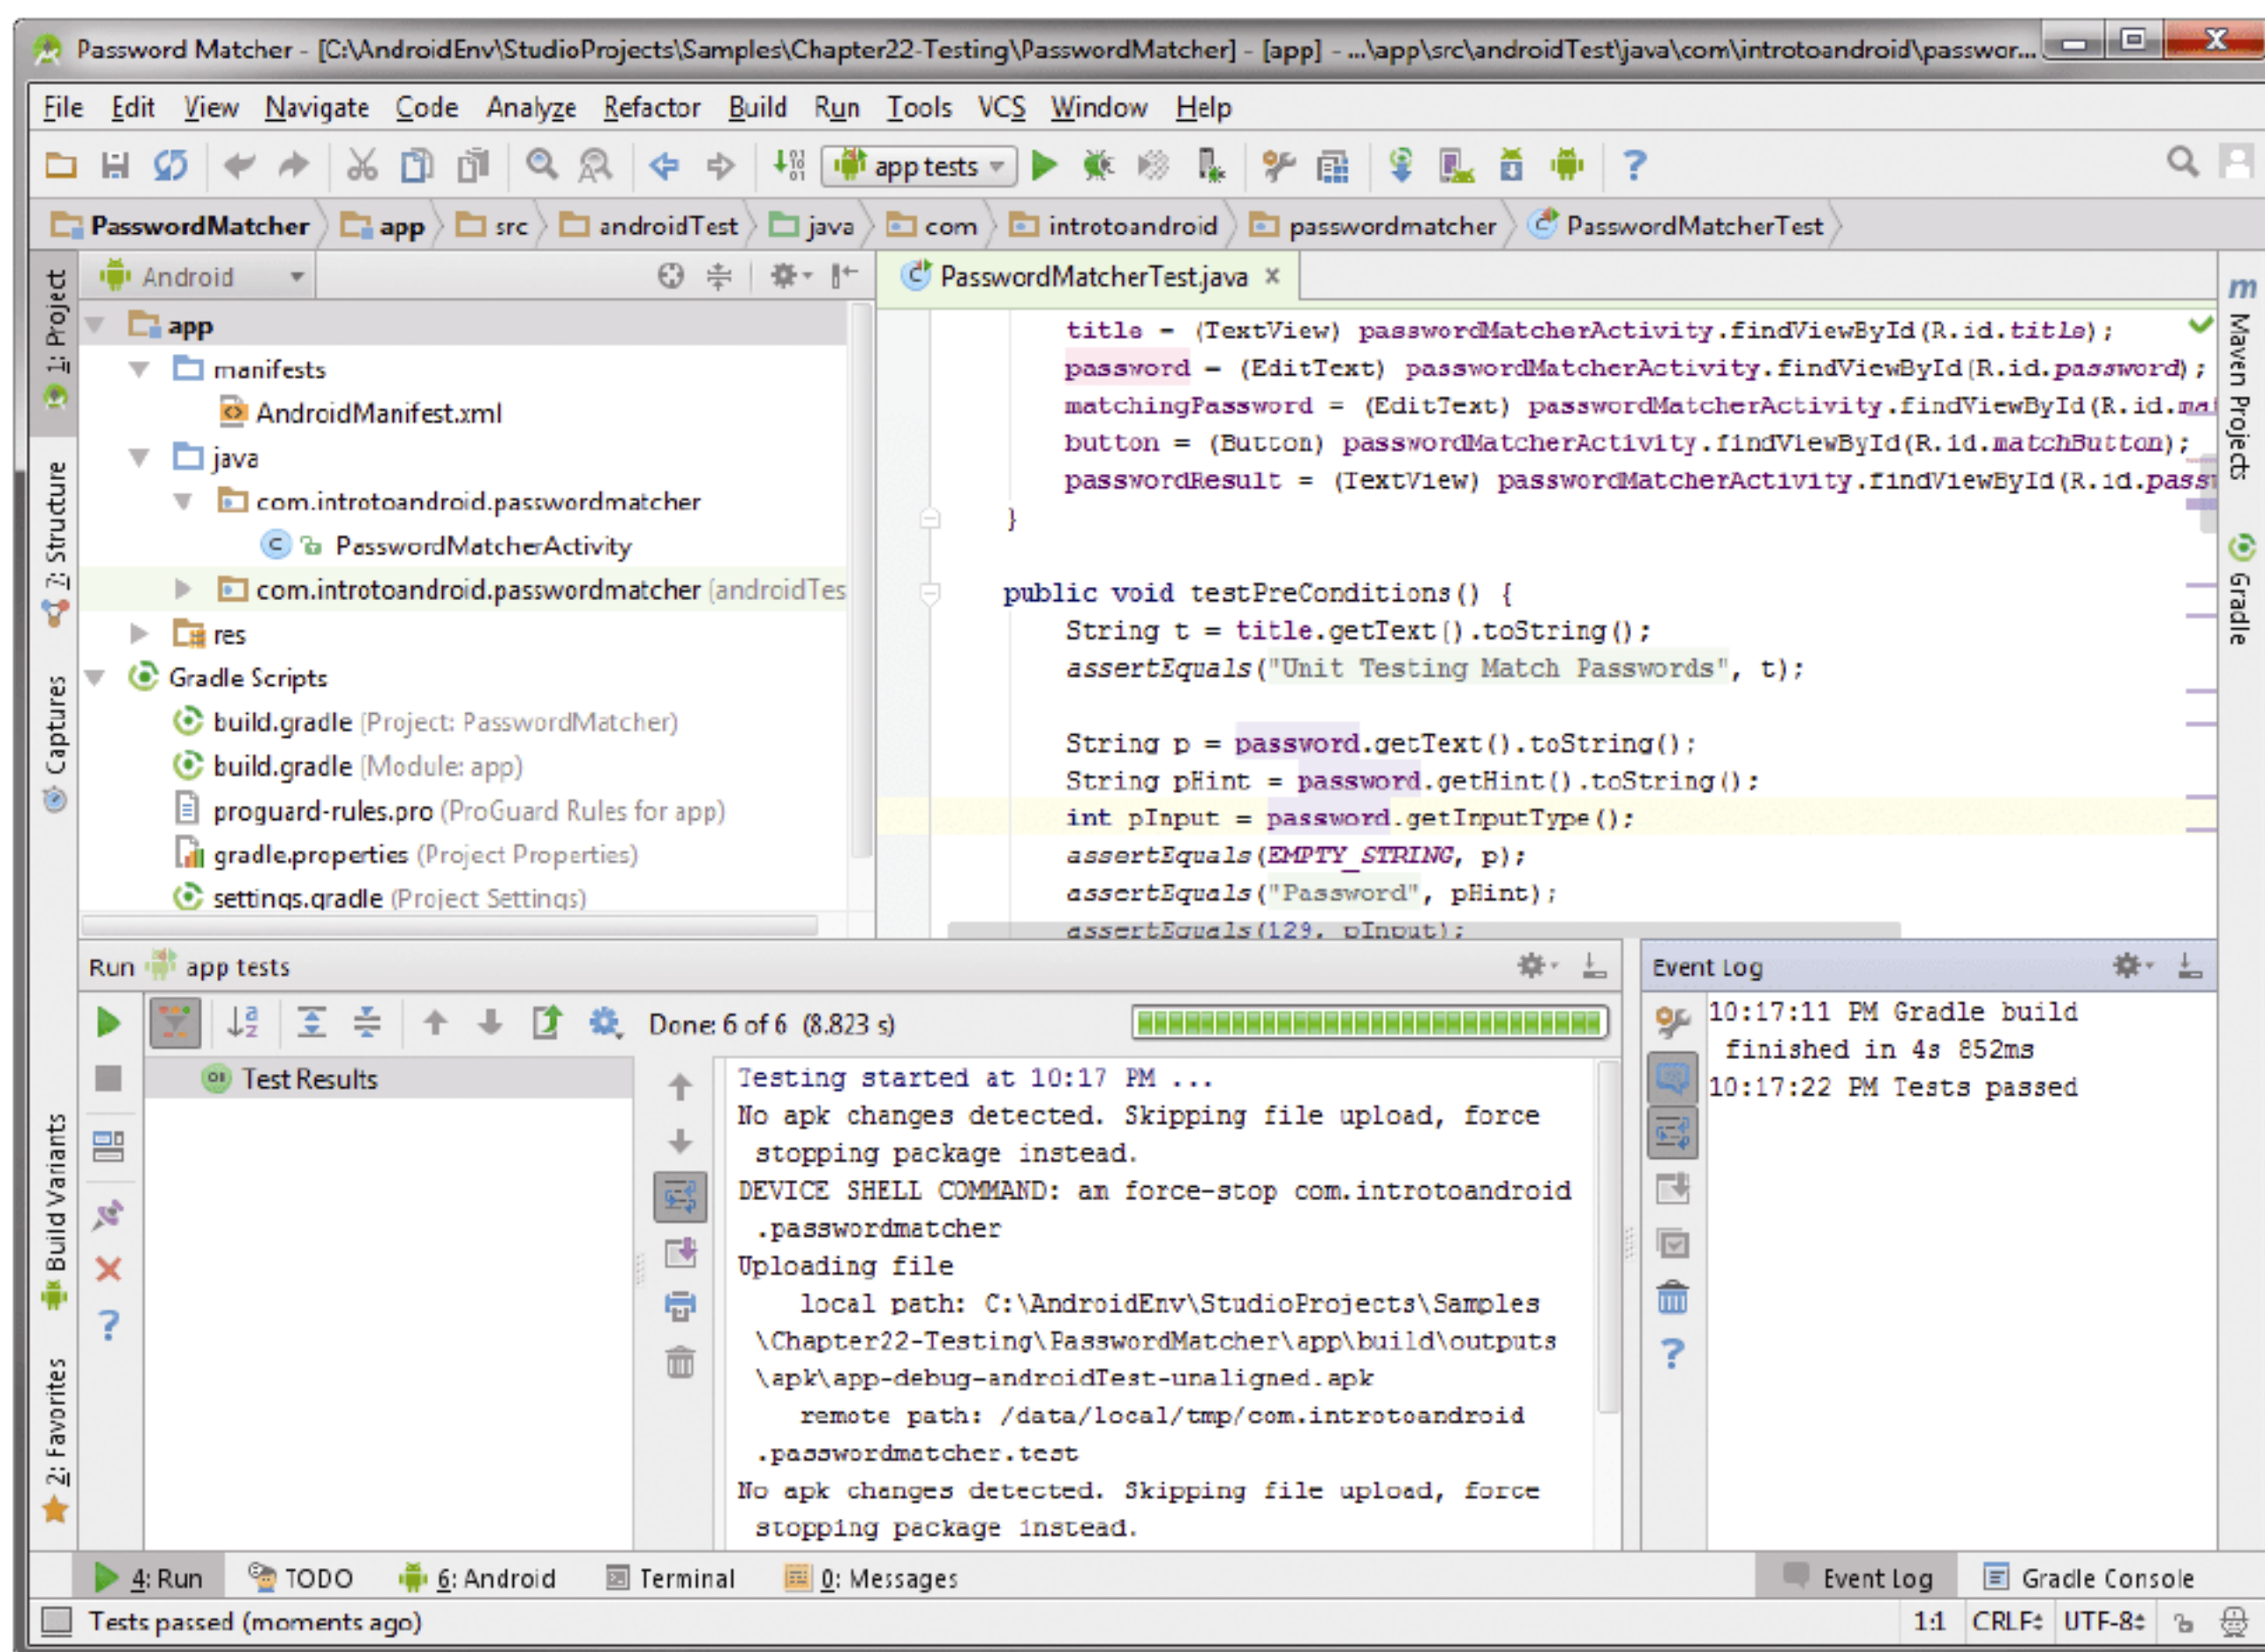 Password Matcher - [C:\AndroidEnv\StudioProjects\Samples\Chapter22-Testing\PasswordMatcher] - [app] - ...\app\src\androidTest\java\com\introtoandroid\passwor...
File Edit View Navigate Code Analyze Refactor Build Run Tools VCS Window Help
app tests
PasswordMatcher app src androidTest java com introtoandroid passwordmatcher PasswordMatcherTest
1: Project
7: Structure
Captures
Build Variants
2: Favorites
Android
app
manifests
AndroidManifest.xml
java
com.introtoandroid.passwordmatcher
PasswordMatcherActivity
com.introtoandroid.passwordmatcher (androidTes
res
Gradle Scripts
build.gradle (Project: PasswordMatcher)
build.gradle (Module: app)
proguard-rules.pro (ProGuard Rules for app)
gradle.properties (Project Properties)
settings.gradle (Project Settings)
PasswordMatcherTest.java
title = (TextView) passwordMatcherActivity.findViewById(R.id.title);
password = (EditText) passwordMatcherActivity.findViewById(R.id.password);
matchingPassword = (EditText) passwordMatcherActivity.findViewById(R.id.mat
button = (Button) passwordMatcherActivity.findViewById(R.id.matchButton);
passwordResult = (TextView) passwordMatcherActivity.findViewById(R.id.passw
}
public void testPreConditions() {
String t = title.getText().toString();
assertEquals("Unit Testing Match Passwords", t);
String p = password.getText().toString();
String pHint = password.getHint().toString();
int pInput = password.getInputType();
assertEquals(EMPTY_STRING, p);
assertEquals("Password", pHint);
assertEquals(129, pInput);
m Maven Projects
Gradle
Run app tests
Done: 6 of 6 (8.823 s)
Test Results
Testing started at 10:17 PM ...
No apk changes detected. Skipping file upload, force
stopping package instead.
DEVICE SHELL COMMAND: am force-stop com.introtoandroid
.passwordmatcher
Uploading file
local path: C:\AndroidEnv\StudioProjects\Samples
\Chapter22-Testing\PasswordMatcher\app\build\outputs
\apk\app-debug-androidTest-unaligned.apk
remote path: /data/local/tmp/com.introtoandroid
.passwordmatcher.test
No apk changes detected. Skipping file upload, force
stopping package instead.
Event Log
10:17:11 PM Gradle build
finished in 4s 852ms
10:17:22 PM Tests passed
4: Run TODO 6: Android Terminal 0: Messages Event Log Gradle Console
Tests passed (moments ago) 1:1 CRLF UTF-8